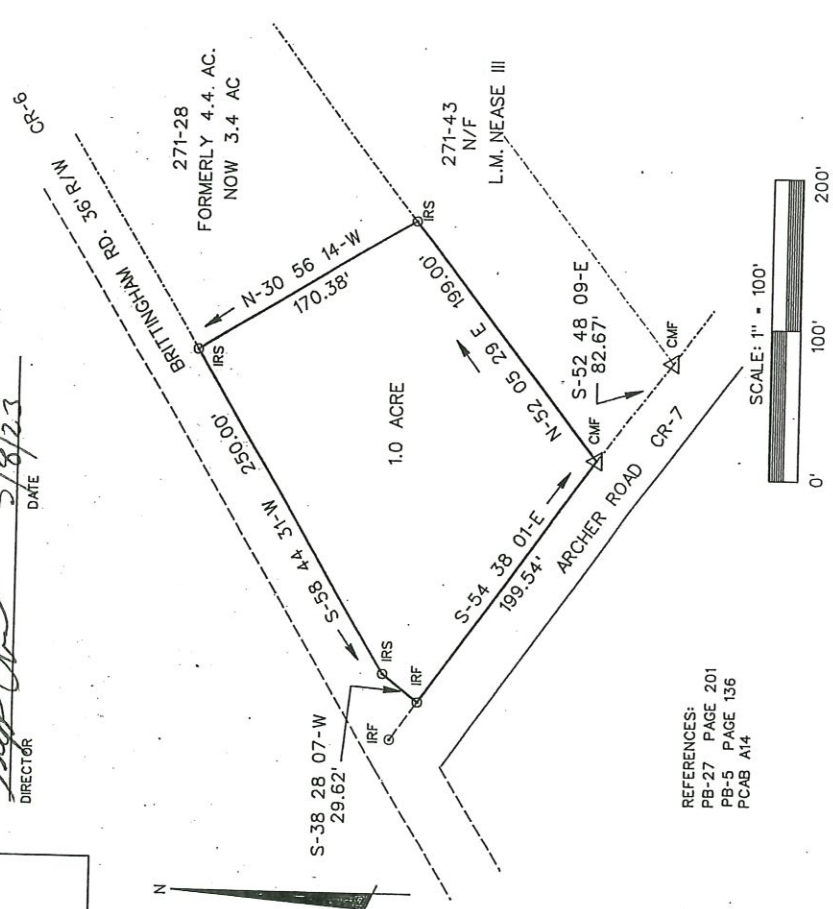 DIRECTOR
DATE
5/8/23
CR-6
BRITTINGHAM RD. 36' R/W
271-28
FORMERLY 4.4. AC.
NOW 3.4 AC
271-43
N/F
L.M. NEASE III
IRS
N-30 56 14-W
170.38'
IRS
S-58 44 31-W 250.00'
1.0 ACRE
N-52 05 29 E 199.00'
S-52 48 09-E
82.67'
CMF
CMF
IRS
IRF
IRF
S-38 28 07-W
29.62'
S-54 38 01-E
199.54'
ARCHER ROAD CR-7
N
REFERENCES:
PB-27 PAGE 201
PB-5 PAGE 136
PCAB A14
SCALE: 1" - 100'
0' 100' 200'